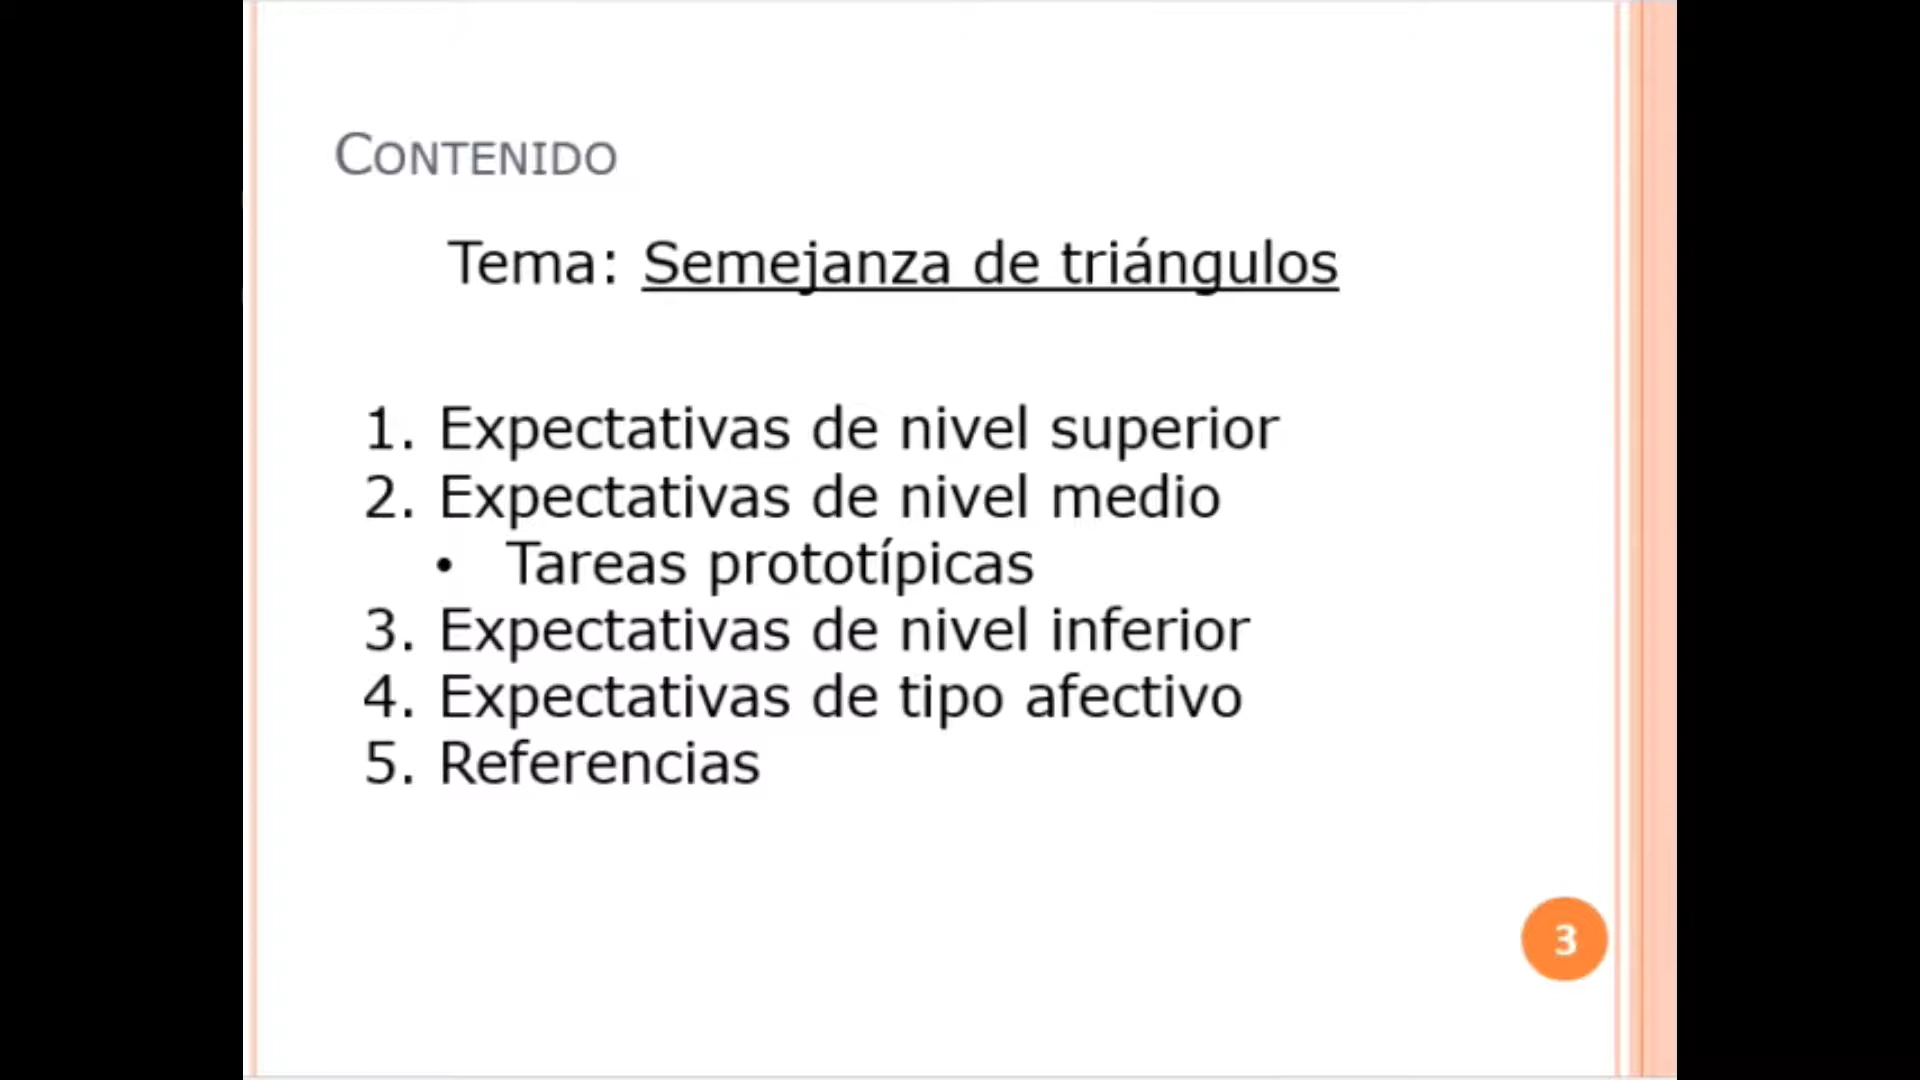 CONTENIDO
Tema: Semejanza de triángulos
1. Expectativas de nivel superior
2. Expectativas de nivel medio
• Tareas prototípicas
3. Expectativas de nivel inferior
4. Expectativas de tipo afectivo
5. Referencias
3